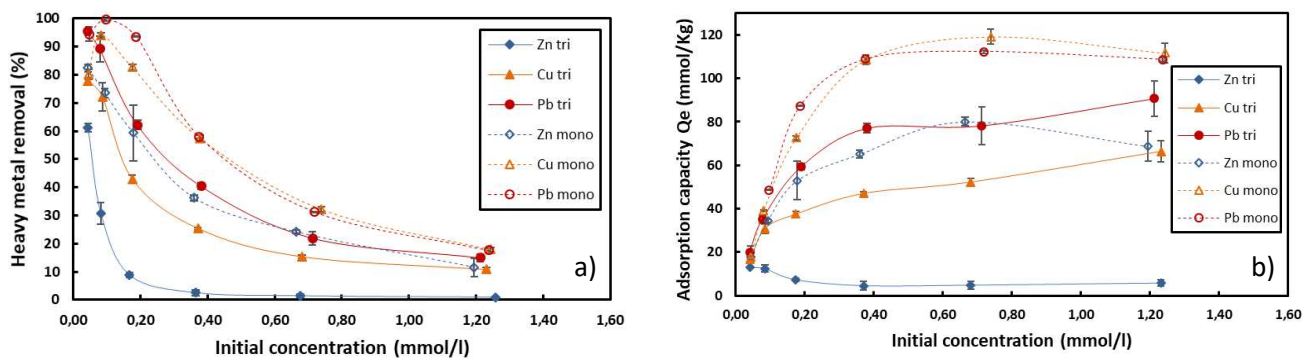 Heavy metal removal (%)
100
90
80
70
60
50
40
30
20
10
0
0,00 0,20 0,40 0,60 0,80 1,00 1,20 1,40 1,60
Initial concentration (mmol/l)
Zn tri
Cu tri
Pb tri
Zn mono
Cu mono
Pb mono
a)
Adsorption capacity Qe (mmol/Kg)
120
100
80
60
40
20
0
0,00 0,20 0,40 0,60 0,80 1,00 1,20 1,40 1,60
Initial concentration (mmol/l)
Zn tri
Cu tri
Pb tri
Zn mono
Cu mono
Pb mono
b)